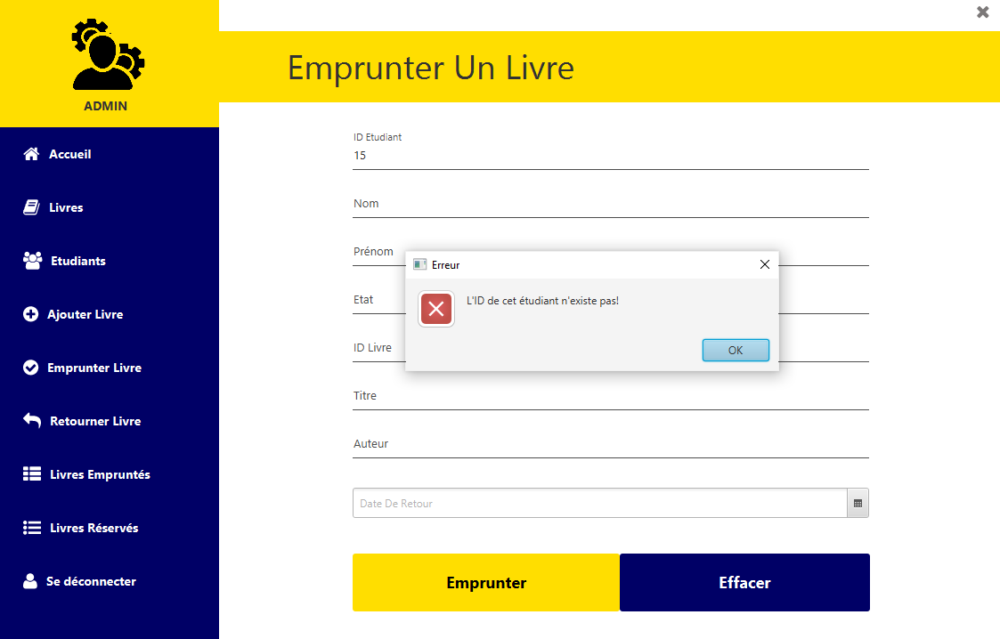 ADMIN
Accueil
Livres
Etudiants
Ajouter Livre
Emprunter Livre
Retourner Livre
Livres Empruntés
Livres Réservés
Se déconnecter
Emprunter Un Livre
ID Etudiant
15
Nom
Prénom
Etat
ID Livre
Titre
Auteur
Date De Retour
Emprunter
Effacer
Erreur
L'ID de cet étudiant n'existe pas!
OK